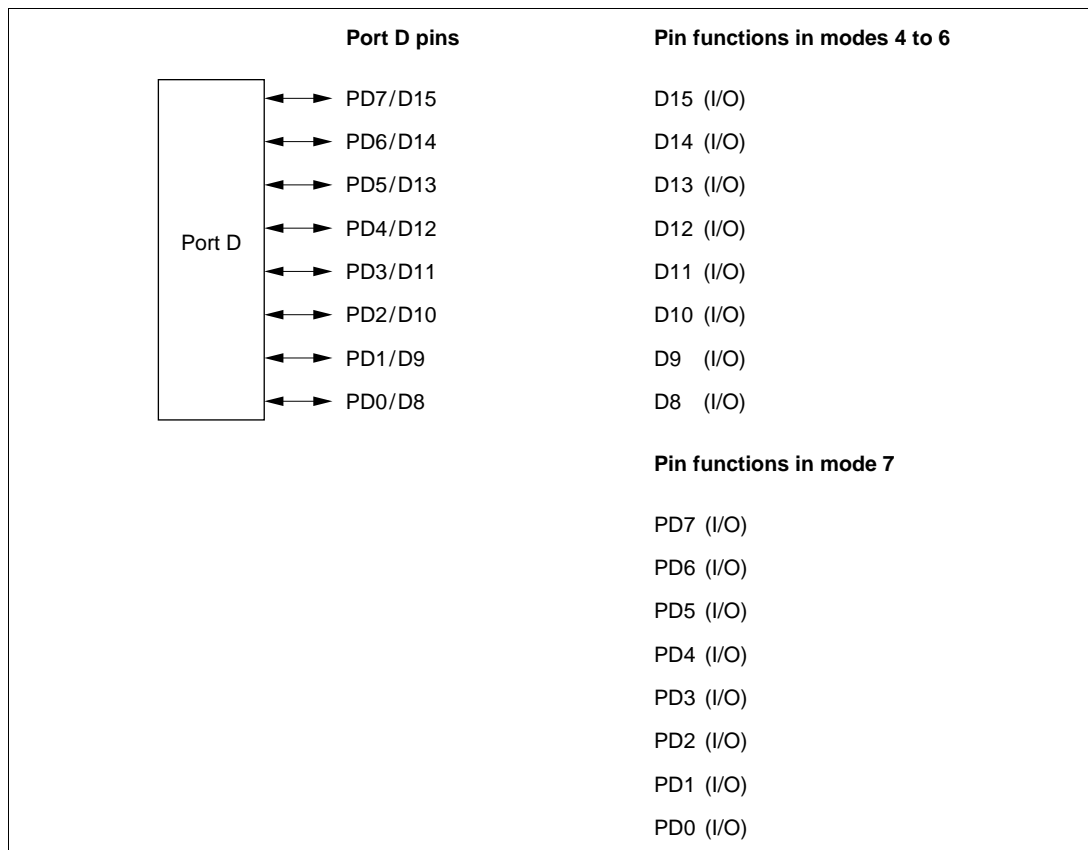 Port D pins Pin functions in modes 4 to 6
PD7/D15 D15 (I/O)
PD6/D14 D14 (I/O)
PD5/D13 D13 (I/O)
PD4/D12 D12 (I/O)
Port D
PD3/D11 D11 (I/O)
PD2/D10 D10 (I/O)
PD1/D9 D9 (I/O)
PD0/D8 D8 (I/O)
Pin functions in mode 7
PD7 (I/O)
PD6 (I/O)
PD5 (I/O)
PD4 (I/O)
PD3 (I/O)
PD2 (I/O)
PD1 (I/O)
PD0 (I/O)